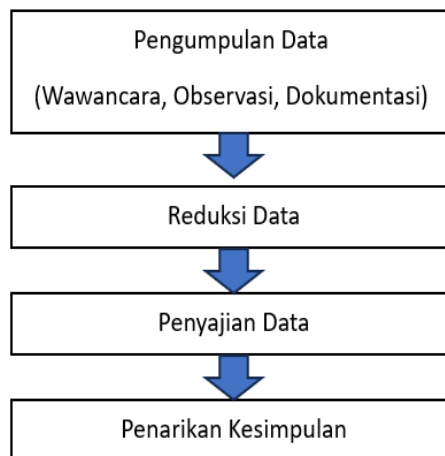 Pengumpulan Data
(Wawancara, Observasi, Dokumentasi)
Reduksi Data
Penyajian Data
Penarikan Kesimpulan